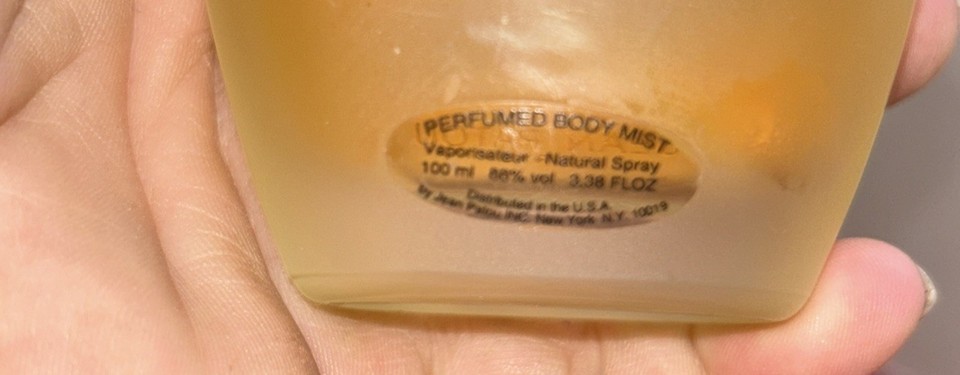 PERFUMED BODY MIST
Vaporisateur - Natural Spray
100 ml 88% vol 3.38 FLOZ
Distributed in the U.S.A.
by Jean Patou, INC. New York N.Y. 10019